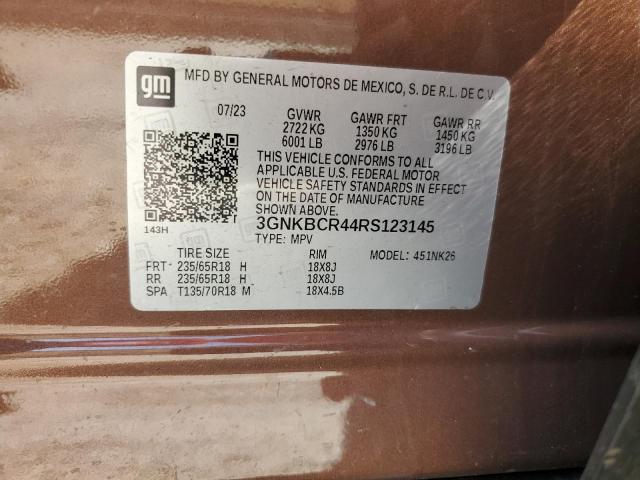 gm
MFD BY GENERAL MOTORS DE MEXICO, S. DE R.L. DE C.V.
07/23 GVWR GAWR FRT GAWR RR
2722 KG 1350 KG 1450 KG
6001 LB 2976 LB 3196 LB
THIS VEHICLE CONFORMS TO ALL
APPLICABLE U.S. FEDERAL MOTOR
VEHICLE SAFETY STANDARDS IN EFFECT
ON THE DATE OF MANUFACTURE
SHOWN ABOVE.
143H
3GNKBCR44RS123145
TYPE: MPV
TIRE SIZE RIM MODEL: 451NK26
FRT 235/65R18 H 18X8J
RR 235/65R18 H 18X8J
SPA T135/70R18 M 18X4.5B